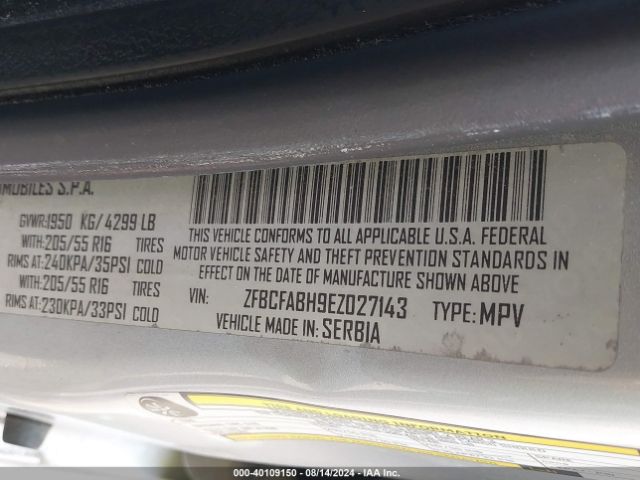 MOBILES S.P.A.
GVWR:1950 KG/4299 LB
WITH:205/55 R16 TIRES
RIMS AT:240KPA/35PSI COLD
WITH:205/55 R16 TIRES
RIMS AT:230KPA/33PSI COLD
THIS VEHICLE CONFORMS TO ALL APPLICABLE U.S.A. FEDERAL
MOTOR VEHICLE SAFETY AND THEFT PREVENTION STANDARDS IN
EFFECT ON THE DATE OF MANUFACTURE SHOWN ABOVE
VIN: ZFBCFABH9EZ027143 TYPE:MPV
VEHICLE MADE IN:SERBIA
INFORMATION
000-40109150 - 08/14/2024 - IAA Inc.